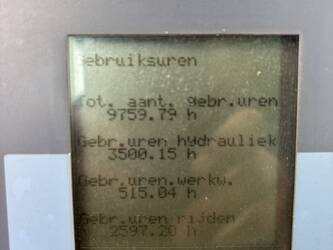 Gebruiksuren
Tot. aant. gebr.uren
9759.79 h
Gebr.uren hydrauliek
3500.15 h
Gebr.uren.werkw.
515.04 h
Gebr.uren rijden
2597.20 h